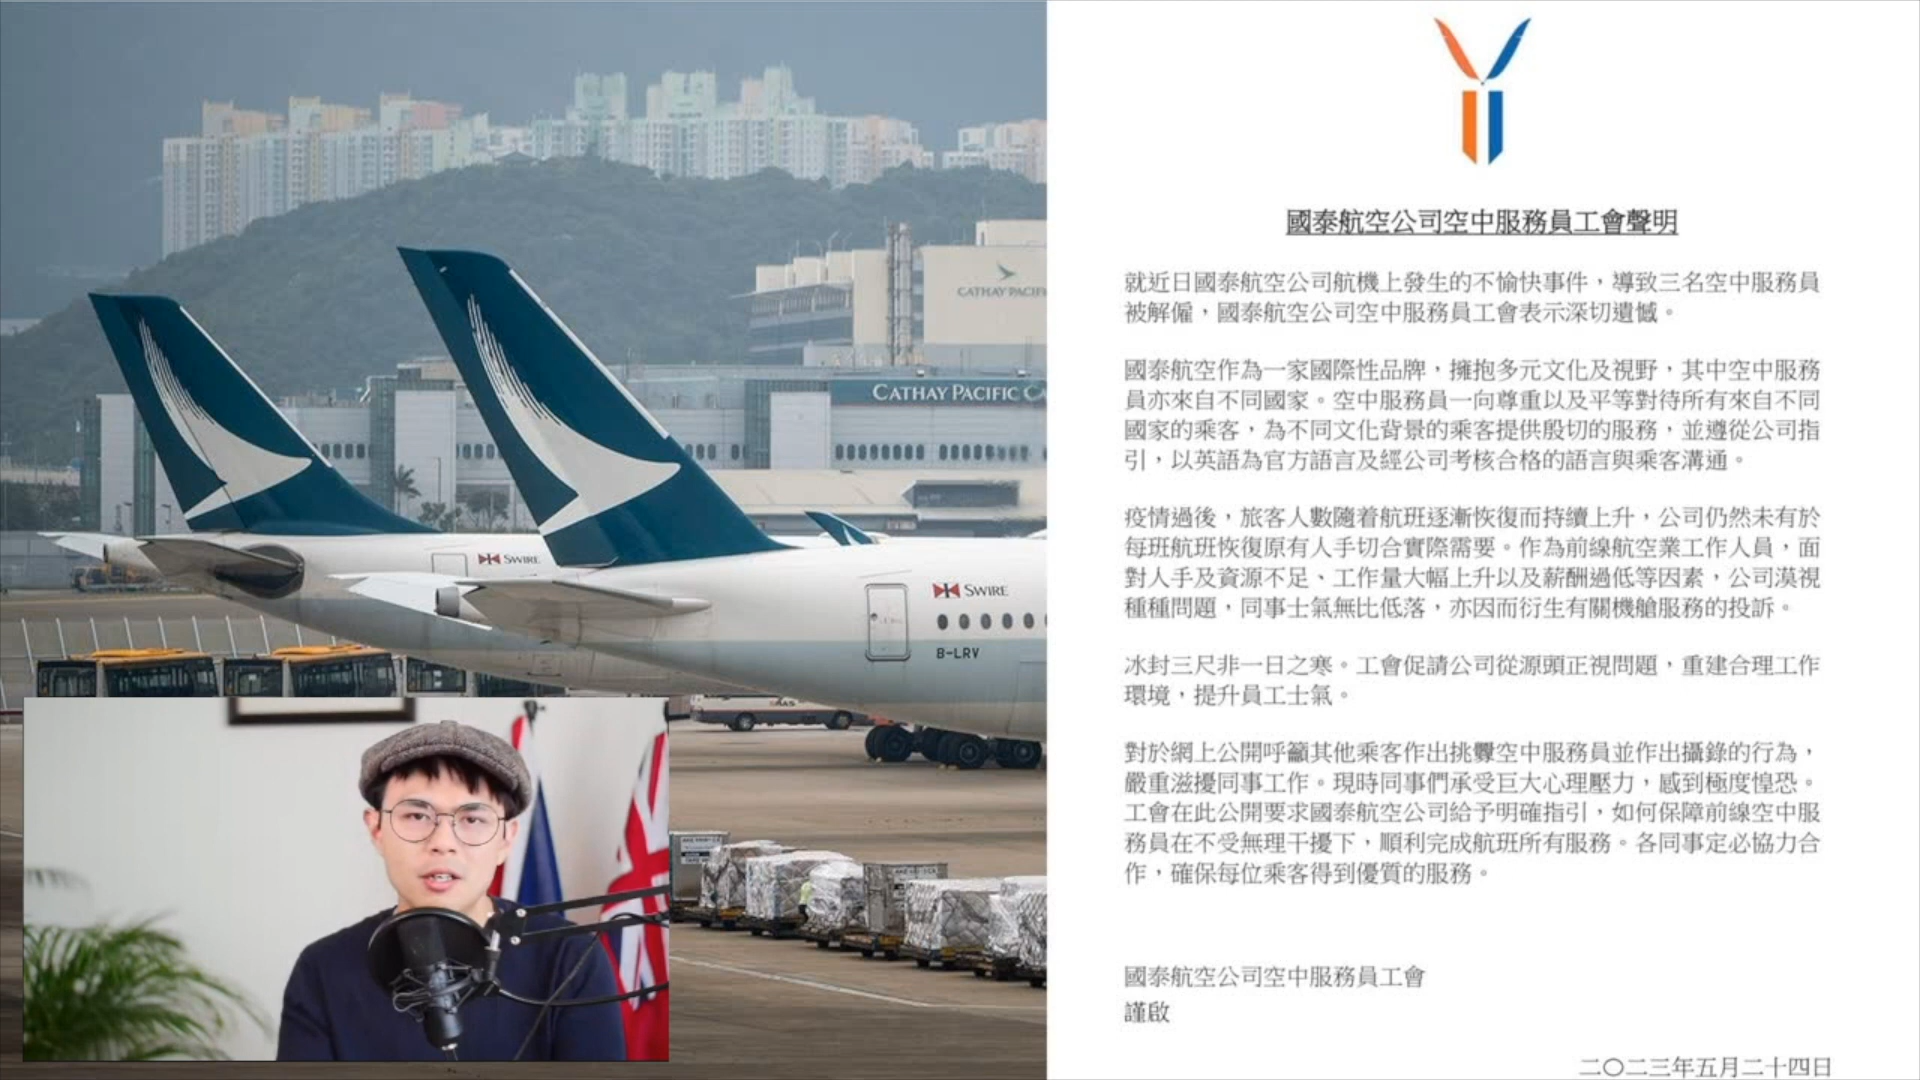 CATHAY PACIFIC
CATHAY PACIFIC
SWIRE
SWIRE
B-LRV
國泰航空公司空中服務員工會聲明
就近日國泰航空公司航機上發生的不愉快事件，導致三名空中服務員
被解僱，國泰航空公司空中服務員工會表示深切遺憾。
國泰航空作為一家國際性品牌，擁抱多元文化及視野，其中空中服務
員亦來自不同國家。空中服務員一向尊重以及平等對待所有來自不同
國家的乘客，為不同文化背景的乘客提供殷切的服務，並遵從公司指
引，以英語為官方語言及經公司考核合格的語言與乘客溝通。
疫情過後，旅客人數隨着航班逐漸恢復而持續上升，公司仍然未有於
每班航班恢復原有人手切合實際需要。作為前線航空業工作人員，面
對人手及資源不足、工作量大幅上升以及薪酬過低等因素，公司漠視
種種問題，同事士氣無比低落，亦因而衍生有關機艙服務的投訴。
冰封三尺非一日之寒。工會促請公司從源頭正視問題，重建合理工作
環境，提升員工士氣。
對於網上公開呼籲其他乘客作出挑釁空中服務員並作出攝錄的行為，
嚴重滋擾同事工作。現時同事們承受巨大心理壓力，感到極度惶恐。
工會在此公開要求國泰航空公司給予明確指引，如何保障前線空中服
務員在不受無理干擾下，順利完成航班所有服務。各同事定必協力合
作，確保每位乘客得到優質的服務。
國泰航空公司空中服務員工會
謹啟
二〇二三年五月二十四日